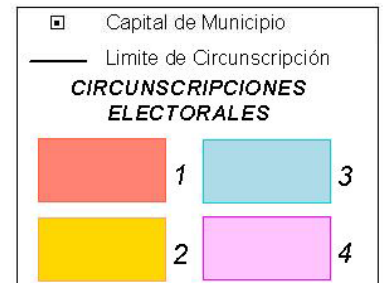 Capital de Municipio
Limite de Circunscripción
CIRCUNSCRIPCIONES
ELECTORALES
1 3
2 4